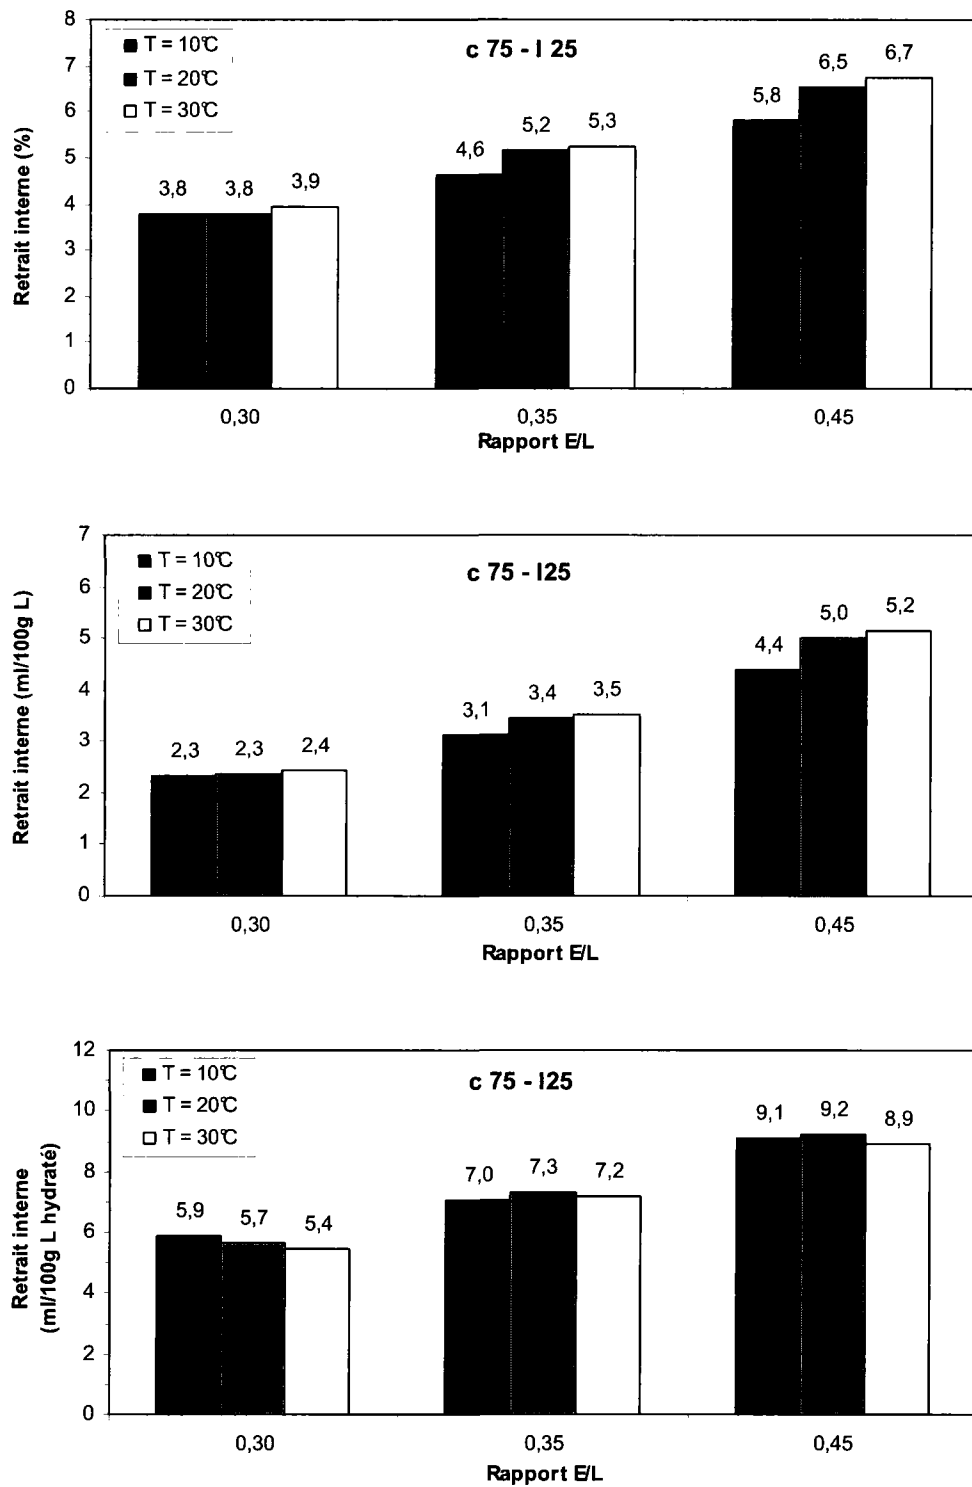 c 75 - l 25
T = 10°C
T = 20°C
T = 30°C
Retrait interne (%)
8
7
6
5
4
3
2
1
0
3,8 3,8 3,9
4,6 5,2 5,3
5,8 6,5 6,7
0,30 0,35 0,45
Rapport E/L
c 75 - l25
T = 10°C
T = 20°C
T = 30°C
Retrait interne (ml/100g L)
7
6
5
4
3
2
1
0
2,3 2,3 2,4
3,1 3,4 3,5
4,4 5,0 5,2
0,30 0,35 0,45
Rapport E/L
c 75 - l25
T = 10°C
T = 20°C
T = 30°C
Retrait interne
(ml/100g L hydraté)
12
10
8
6
4
2
0
5,9 5,7 5,4
7,0 7,3 7,2
9,1 9,2 8,9
0,30 0,35 0,45
Rapport E/L